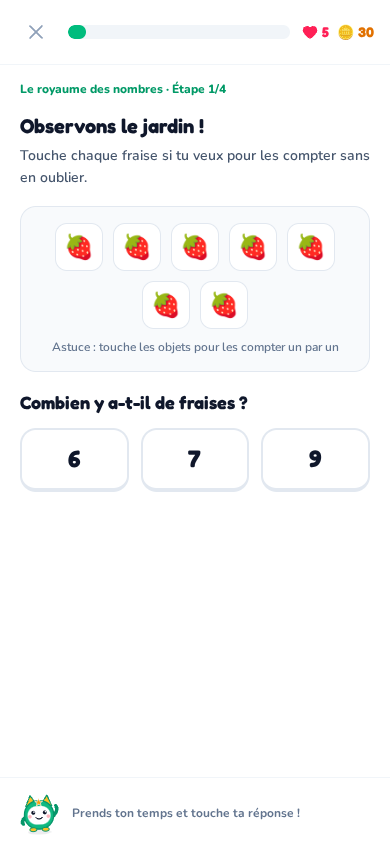 5
30
Le royaume des nombres · Étape 1/4
Observons le jardin !
Touche chaque fraise si tu veux pour les compter sans
en oublier.
Astuce : touche les objets pour les compter un par un
Combien y a-t-il de fraises ?
6
7
9
Prends ton temps et touche ta réponse !